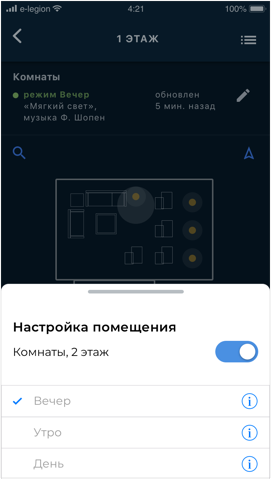 e-legion 4:21 100%
1 ЭТАЖ
Комнаты
режим Вечер
«Мягкий свет»,
музыка Ф. Шопен
обновлен
5 мин. назад
Настройка помещения
Комнаты, 2 этаж
Вечер
Утро
День